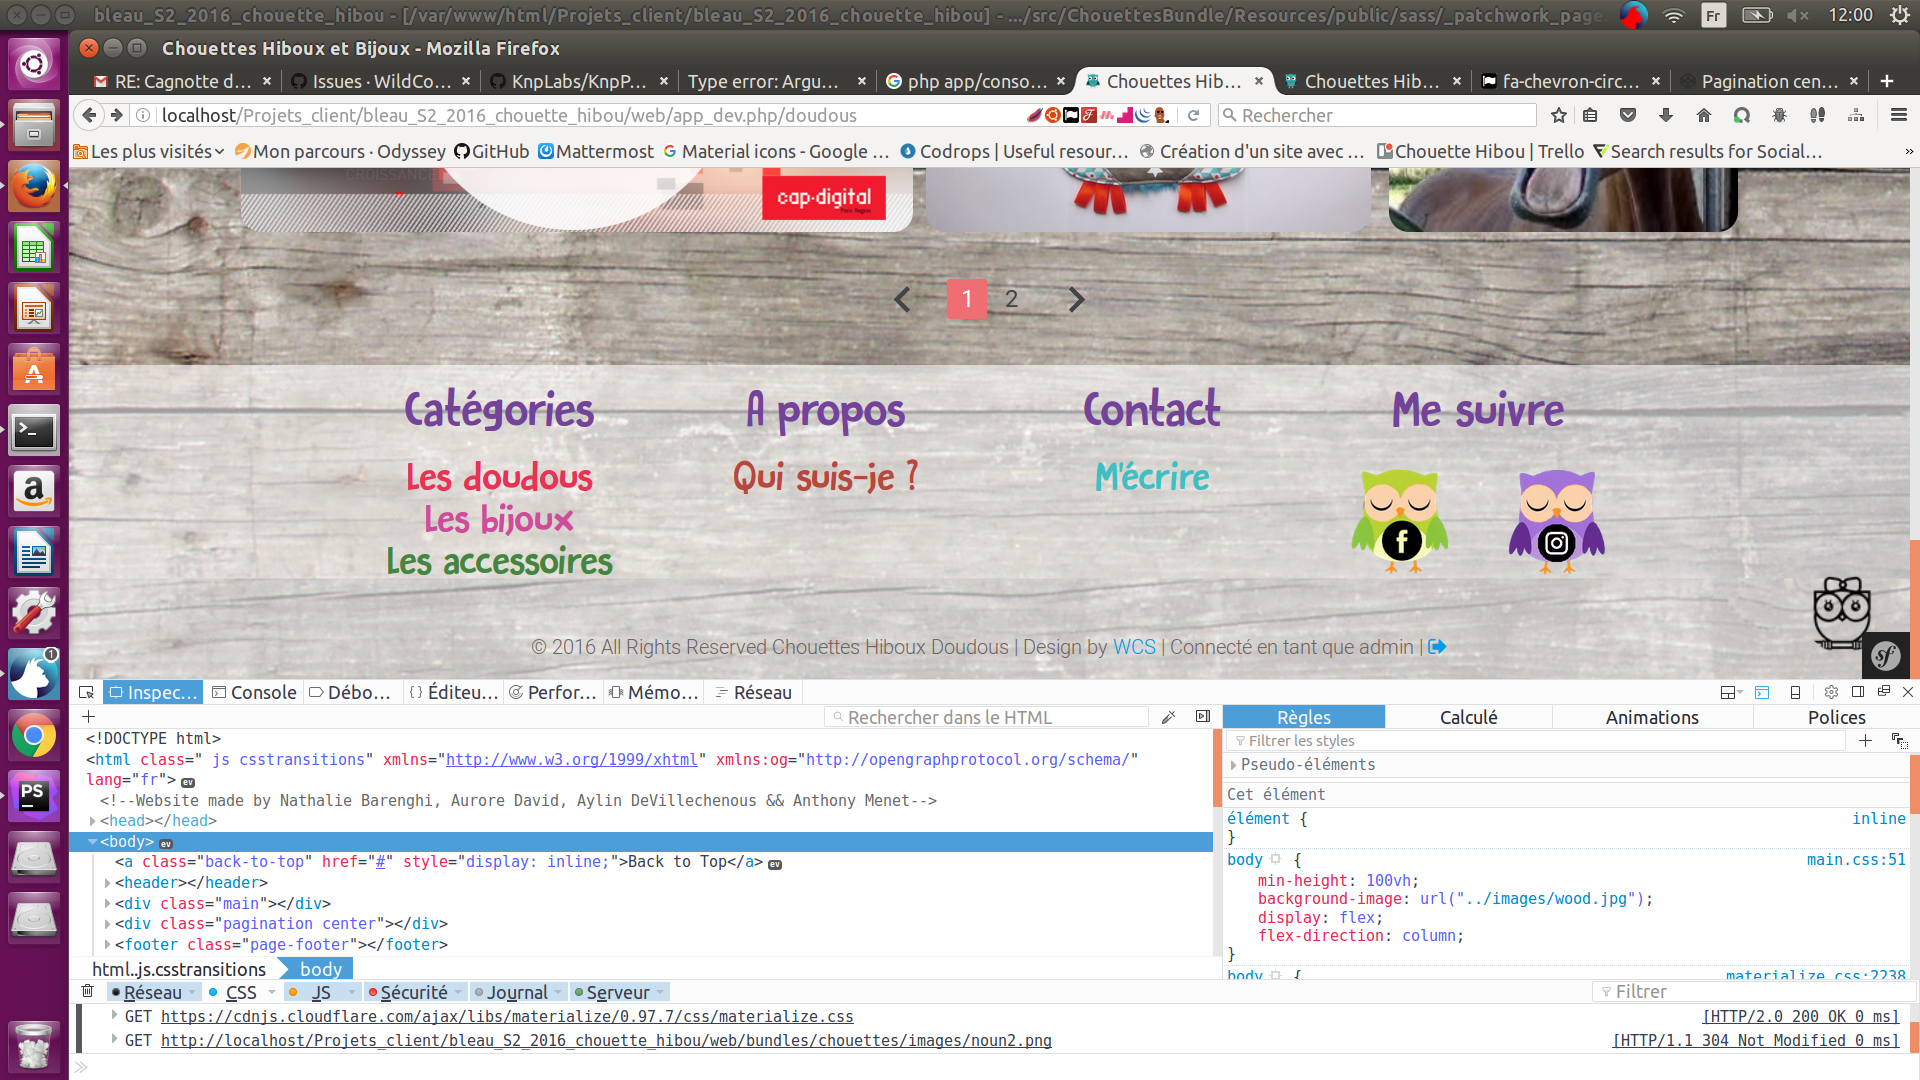 bleau_S2_2016_chouette_hibou - [/var/www/html/Projets_client/bleau_S2_2016_chouette_hibou] - .../src/ChouettesBundle/Resources/public/sass/_patchwork_page.
Fr
12:00
Chouettes Hiboux et Bijoux - Mozilla Firefox
RE: Cagnotte d...
Issues · WildCo...
KnpLabs/KnpP...
Type error: Argu...
php app/conso...
Chouettes Hib...
Chouettes Hib...
fa-chevron-circ...
Pagination cen...
localhost/Projets_client/bleau_S2_2016_chouette_hibou/web/app_dev.php/doudous
Rechercher
Les plus visités
Mon parcours · Odyssey
GitHub
Mattermost
Material icons - Google ...
Codrops | Useful resour...
Création d'un site avec ...
Chouette Hibou | Trello
Search results for Social...
»
CROISSANCE
cap·digital
1
2
Catégories
A propos
Contact
Me suivre
Les doudous
Qui suis-je ?
M'écrire
Les bijoux
Les accessoires
© 2016 All Rights Reserved Chouettes Hiboux Doudous | Design by WCS | Connecté en tant que admin |
sf
Inspec...
Console
Débo...
Éditeu...
Perfor...
Mémo...
Réseau
Rechercher dans le HTML
Règles
Calculé
Animations
Polices
Filtrer les styles
<!DOCTYPE html>
<html class=" js csstransitions" xmlns="http://www.w3.org/1999/xhtml" xmlns:og="http://opengraphprotocol.org/schema/"
lang="fr"> ev
<!--Website made by Nathalie Barenghi, Aurore David, Aylin DeVillechenous && Anthony Menet-->
<head></head>
<body> ev
<a class="back-to-top" href="#" style="display: inline;">Back to Top</a> ev
<header></header>
<div class="main"></div>
<div class="pagination center"></div>
<footer class="page-footer"></footer>
Pseudo-éléments
Cet élément
élément {
inline
}
body {
main.css:51
min-height: 100vh;
background-image: url("../images/wood.jpg");
display: flex;
flex-direction: column;
}
body {
materialize.css:2238
html..js.csstransitions
body
Réseau
CSS
JS
Sécurité
Journal
Serveur
Filtrer
GET https://cdnjs.cloudflare.com/ajax/libs/materialize/0.97.7/css/materialize.css
[HTTP/2.0 200 OK 0 ms]
GET http://localhost/Projets_client/bleau_S2_2016_chouette_hibou/web/bundles/chouettes/images/noun2.png
[HTTP/1.1 304 Not Modified 0 ms]
»
PS
1